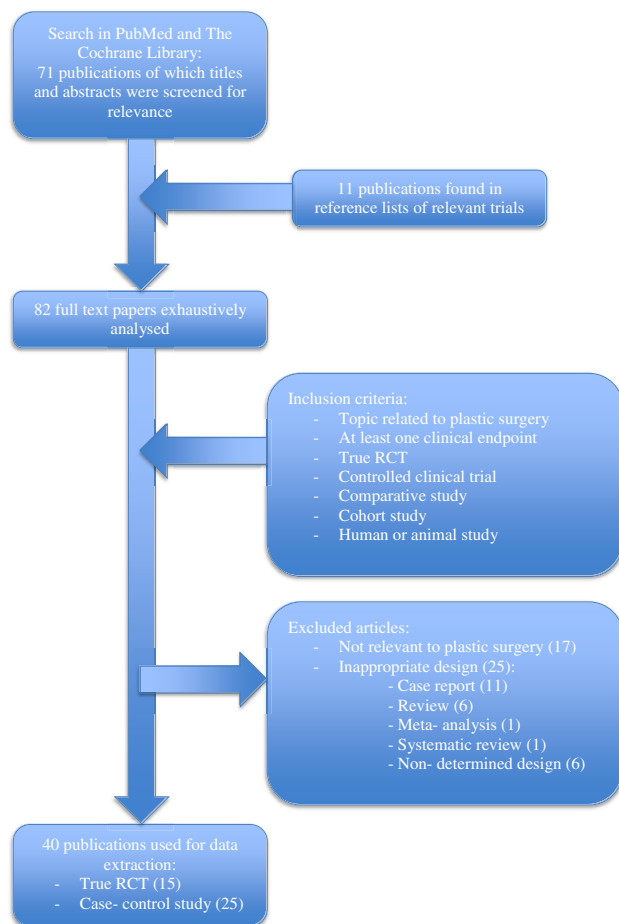 Search in PubMed and The
Cochrane Library:
71 publications of which titles
and abstracts were screened for
relevance
11 publications found in
reference lists of relevant trials
82 full text papers exhaustively
analysed
Inclusion criteria:
- Topic related to plastic surgery
- At least one clinical endpoint
- True RCT
- Controlled clinical trial
- Comparative study
- Cohort study
- Human or animal study
Excluded articles:
- Not relevant to plastic surgery (17)
- Inappropriate design (25):
- Case report (11)
- Review (6)
- Meta- analysis (1)
- Systematic review (1)
- Non- determined design (6)
40 publications used for data
extraction:
- True RCT (15)
- Case- control study (25)